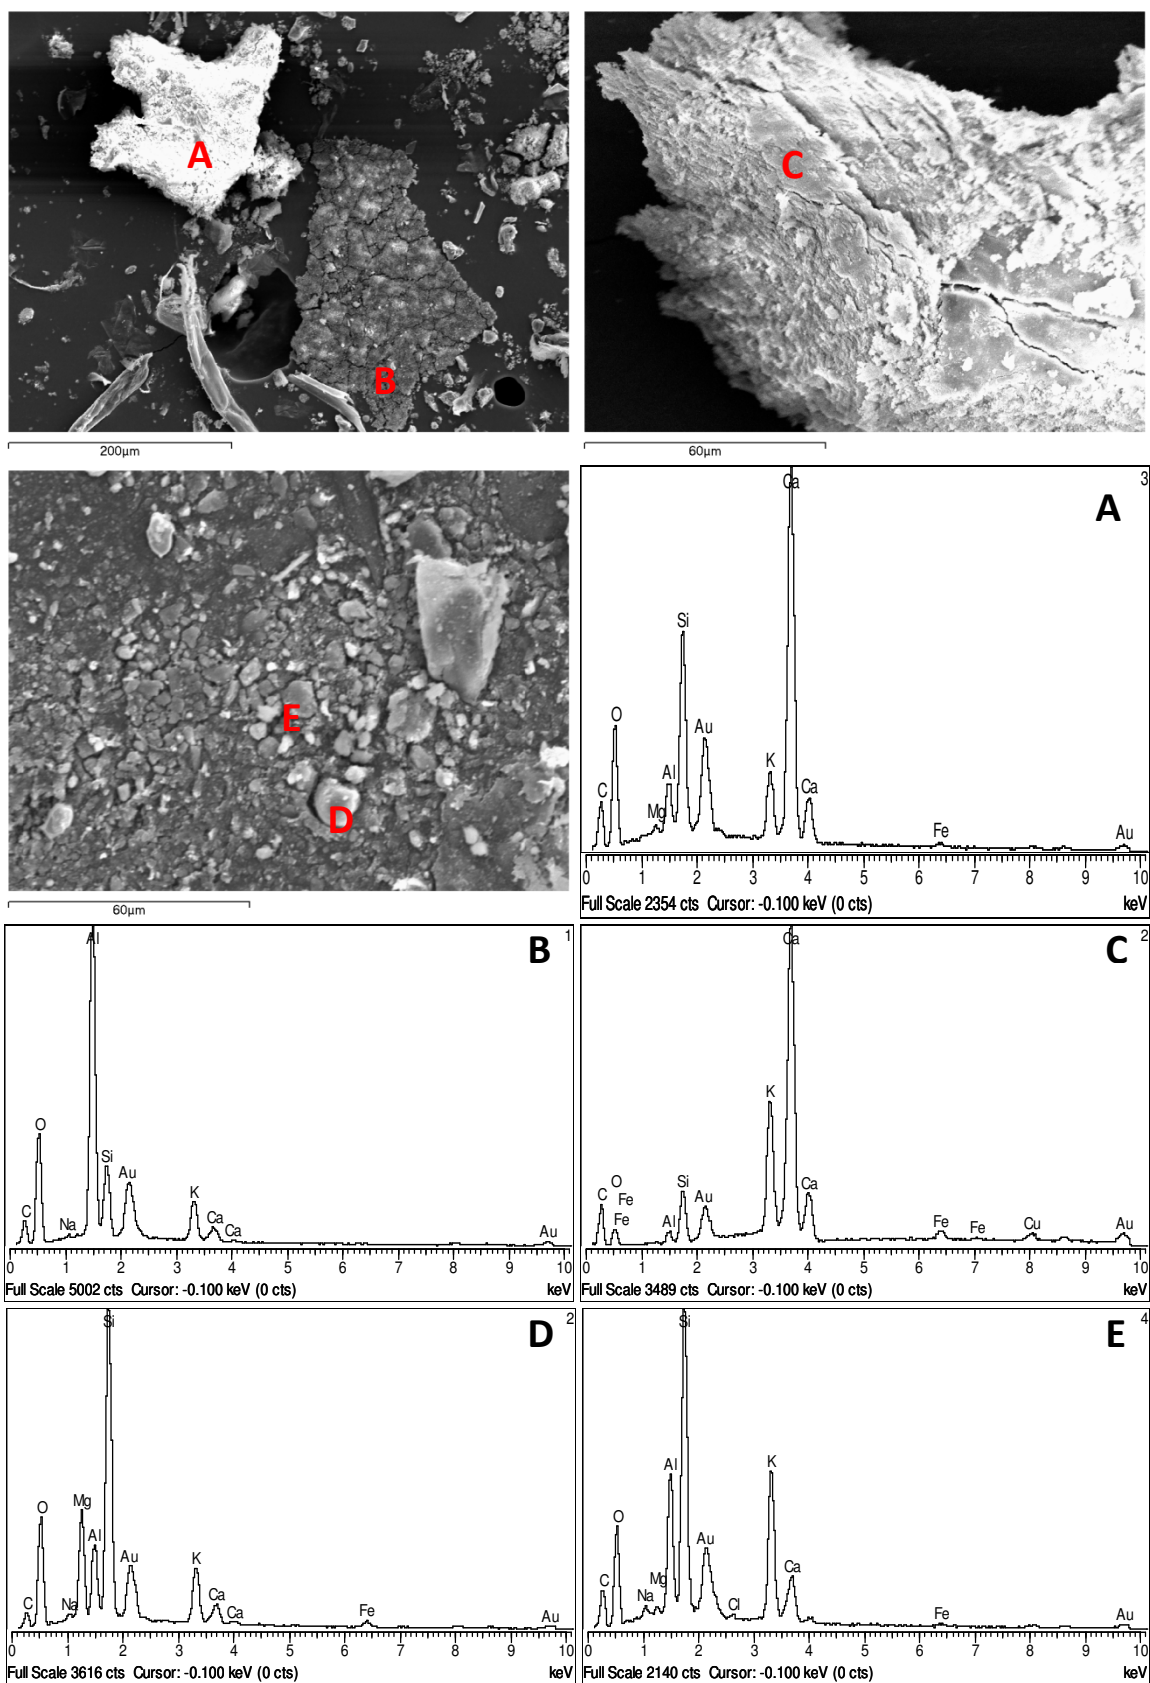 A
B
200µm
C
60µm
E
D
60µm
A
3
Ca
Si
O
Au
K
Al
Ca
C
Mg
Fe
Au
0 1 2 3 4 5 6 7 8 9 10
Full Scale 2354 cts Cursor: -0.100 keV (0 cts) keV
B
1
Al
O
Si
Au
K
C
Na
Ca
Ca
Au
0 1 2 3 4 5 6 7 8 9 10
Full Scale 5002 cts Cursor: -0.100 keV (0 cts) keV
C
2
Ca
K
O
Si
Ca
C
Fe
Au
Fe
Al
Fe
Fe
Cu
Au
0 1 2 3 4 5 6 7 8 9 10
Full Scale 3489 cts Cursor: -0.100 keV (0 cts) keV
D
2
Si
Mg
O
Al
Au
K
C
Na
Ca
Ca
Fe
Au
0 1 2 3 4 5 6 7 8 9 10
Full Scale 3616 cts Cursor: -0.100 keV (0 cts) keV
E
4
Si
Al
K
O
Au
Ca
C
Mg
Na
Cl
Fe
Au
0 1 2 3 4 5 6 7 8 9 10
Full Scale 2140 cts Cursor: -0.100 keV (0 cts) keV